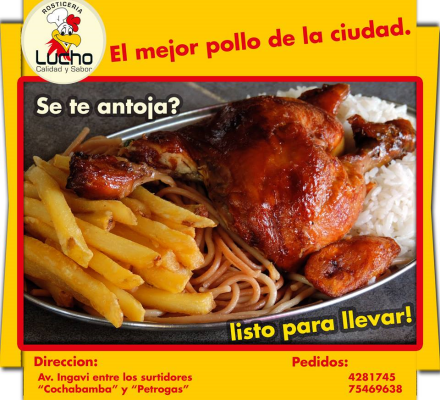 ROSTICERIA
Lucho
Calidad y Sabor
El mejor pollo de la ciudad.
Se te antoja?
listo para llevar!
Direccion:
Av. Ingavi entre los surtidores
“Cochabamba” y “Petrogas”
Pedidos:
4281745
75469638